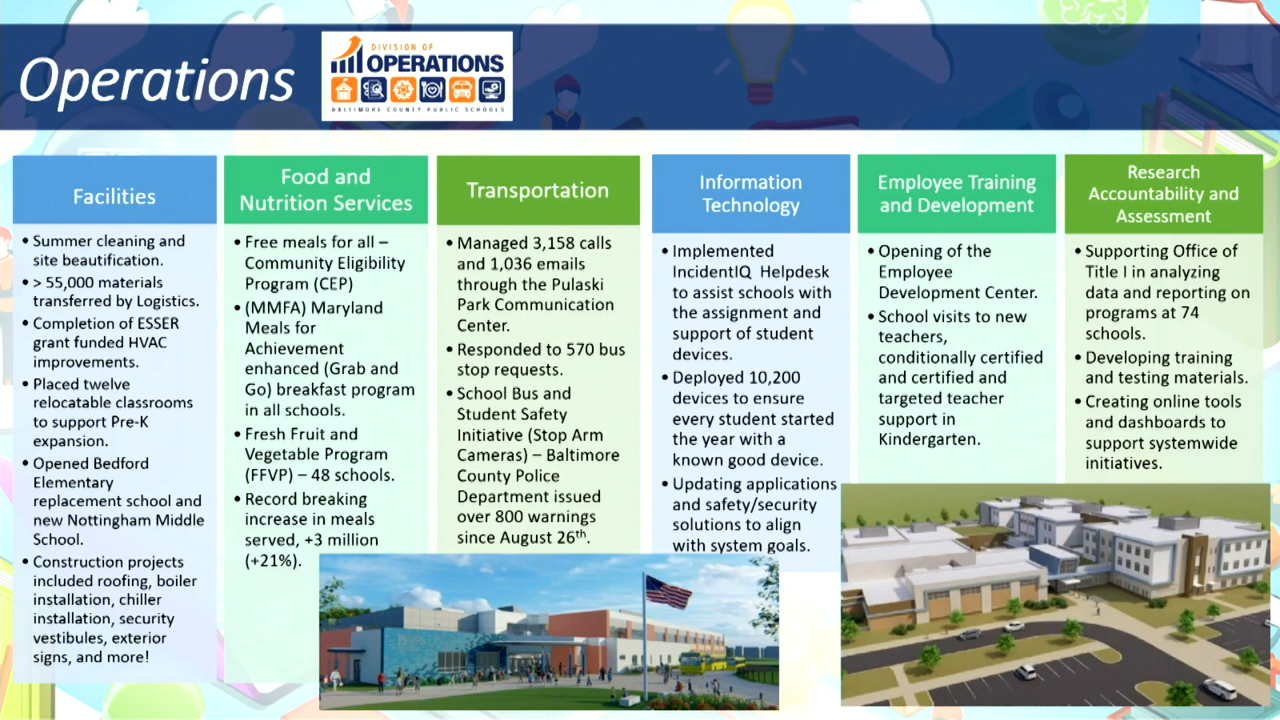 Operations
DIVISION OF
OPERATIONS
BALTIMORE COUNTY PUBLIC SCHOOLS
Facilities
• Summer cleaning and
site beautification.
• > 55,000 materials
transferred by Logistics.
• Completion of ESSER
grant funded HVAC
improvements.
• Placed twelve
relocatable classrooms
to support Pre-K
expansion.
• Opened Bedford
Elementary
replacement school and
new Nottingham Middle
School.
• Construction projects
included roofing, boiler
installation, chiller
installation, security
vestibules, exterior
signs, and more!
Food and
Nutrition Services
• Free meals for all –
Community Eligibility
Program (CEP)
• (MMFA) Maryland
Meals for
Achievement
enhanced (Grab and
Go) breakfast program
in all schools.
• Fresh Fruit and
Vegetable Program
(FFVP) – 48 schools.
• Record breaking
increase in meals
served, +3 million
(+21%).
Transportation
• Managed 3,158 calls
and 1,036 emails
through the Pulaski
Park Communication
Center.
• Responded to 570 bus
stop requests.
• School Bus and
Student Safety
Initiative (Stop Arm
Cameras) – Baltimore
County Police
Department issued
over 800 warnings
since August 26th.
Information
Technology
• Implemented
IncidentIQ Helpdesk
to assist schools with
the assignment and
support of student
devices.
• Deployed 10,200
devices to ensure
every student started
the year with a
known good device.
• Updating applications
and safety/security
solutions to align
with system goals.
Employee Training
and Development
• Opening of the
Employee
Development Center.
• School visits to new
teachers,
conditionally certified
and certified and
targeted teacher
support in
Kindergarten.
Research
Accountability and
Assessment
• Supporting Office of
Title I in analyzing
data and reporting on
programs at 74
schools.
• Developing training
and testing materials.
• Creating online tools
and dashboards to
support systemwide
initiatives.